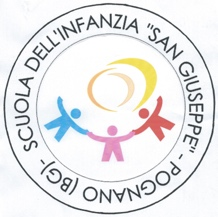 SCUOLA DELL'INFANZIA "SAN GIUSEPPE" - POGNANO (BG) -